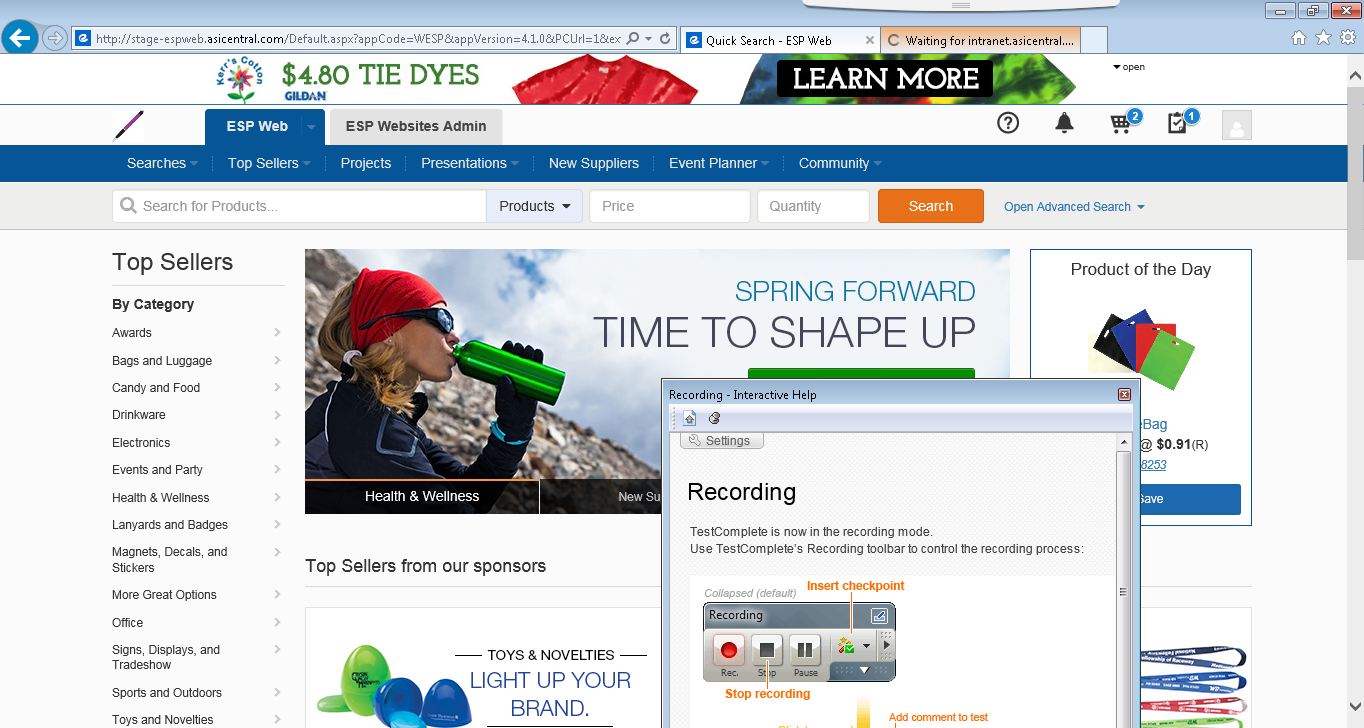 http://stage-espweb.asicentral.com/Default.aspx?appCode=WESP&appVersion=4.1.0&PCUrl=1&ex
Quick Search - ESP Web
Waiting for intranet.asicentral....
Ker's Cotto
$4.80 TIE DYES
GILDAN
LEARN MORE
open
ESP Web
ESP Websites Admin
2
1
Searches
Top Sellers
Projects
Presentations
New Suppliers
Event Planner
Community
Search for Products...
Products
Price
Quantity
Search
Open Advanced Search
Top Sellers
By Category
Awards
Bags and Luggage
Candy and Food
Drinkware
Electronics
Events and Party
Health & Wellness
Lanyards and Badges
Magnets, Decals, and
Stickers
More Great Options
Office
Signs, Displays, and
Tradeshow
Sports and Outdoors
Toys and Novelties
SPRING FORWARD
TIME TO SHAPE UP
Health & Wellness
New Su
Product of the Day
eBag
@ $0.91(R)
8253
Save
Top Sellers from our sponsors
TOYS & NOVELTIES
LIGHT UP YOUR
BRAND.
Recording - Interactive Help
Settings
Recording
TestComplete is now in the recording mode.
Use TestComplete's Recording toolbar to control the recording process:
Insert checkpoint
Collapsed (default)
Recording
Rec.
Stop
Pause
Stop recording
Add comment to test